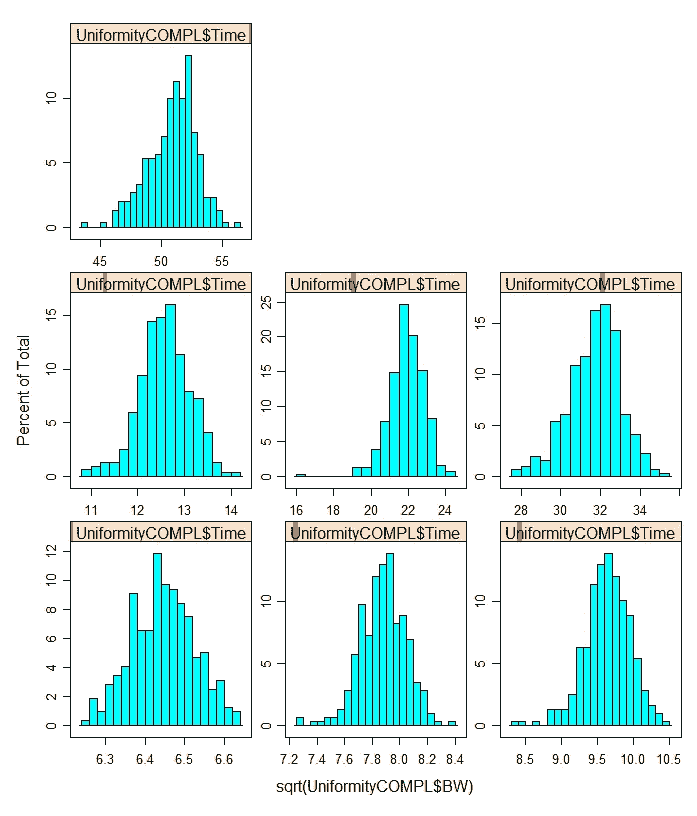 UniformityCOMPL$Time
10
5
0
45 50 55
UniformityCOMPL$Time UniformityCOMPL$Time UniformityCOMPL$Time
15
10
5
0
25
20
15
10
5
0
15
10
5
0
11 12 13 14
16 18 20 22 24
28 30 32 34
Percent of Total
UniformityCOMPL$Time UniformityCOMPL$Time UniformityCOMPL$Time
12
10
8
6
4
2
0
10
5
0
10
5
0
6.3 6.4 6.5 6.6
7.2 7.4 7.6 7.8 8.0 8.2 8.4
8.5 9.0 9.5 10.0 10.5
sqrt(UniformityCOMPL$BW)